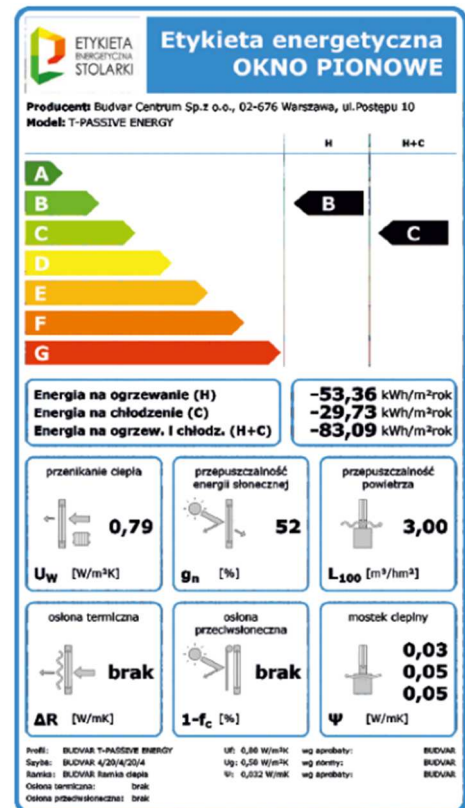 ETYKIETA
ENERGETYCZNA
STOLARKI
Etykieta energetyczna
OKNO PIONOWE
Producent: Budvar Centrum Sp.z o.o., 02-676 Warszawa, ul.Postępu 10
Model: T-PASSIVE ENERGY
H H+C
A
B B
C C
D
E
F
G
Energia na ogrzewanie (H) -53,36 kWh/m²rok
Energia na chłodzenie (C) -29,73 kWh/m²rok
Energia na ogrzew. i chłodz. (H+C) -83,09 kWh/m²rok
przenikanie ciepła
0,79
Uw [W/m²K]
przepuszczalność
energii słonecznej
52
gn [%]
przepuszczalność
powietrza
3,00
L100 [m³/hm²]
osłona termiczna
brak
ΔR [W/mK]
osłona
przeciwsłoneczna
brak
1-fc [%]
mostek cieplny
0,03
0,05
0,05
Ψ [W/mK]
Profil: BUDVAR T-PASSIVE ENERGY Uf: 0,80 W/m²K wg aprobaty: BUDVAR
Szyba: BUDVAR 4/20/4/20/4 Ug: 0,50 W/m²K wg normy: BUDVAR
Ramka: BUDVAR Ramka ciepła Ψ: 0,032 W/mK wg aprobaty: BUDVAR
Osłona termiczna: brak
Osłona przeciwsłoneczna: brak